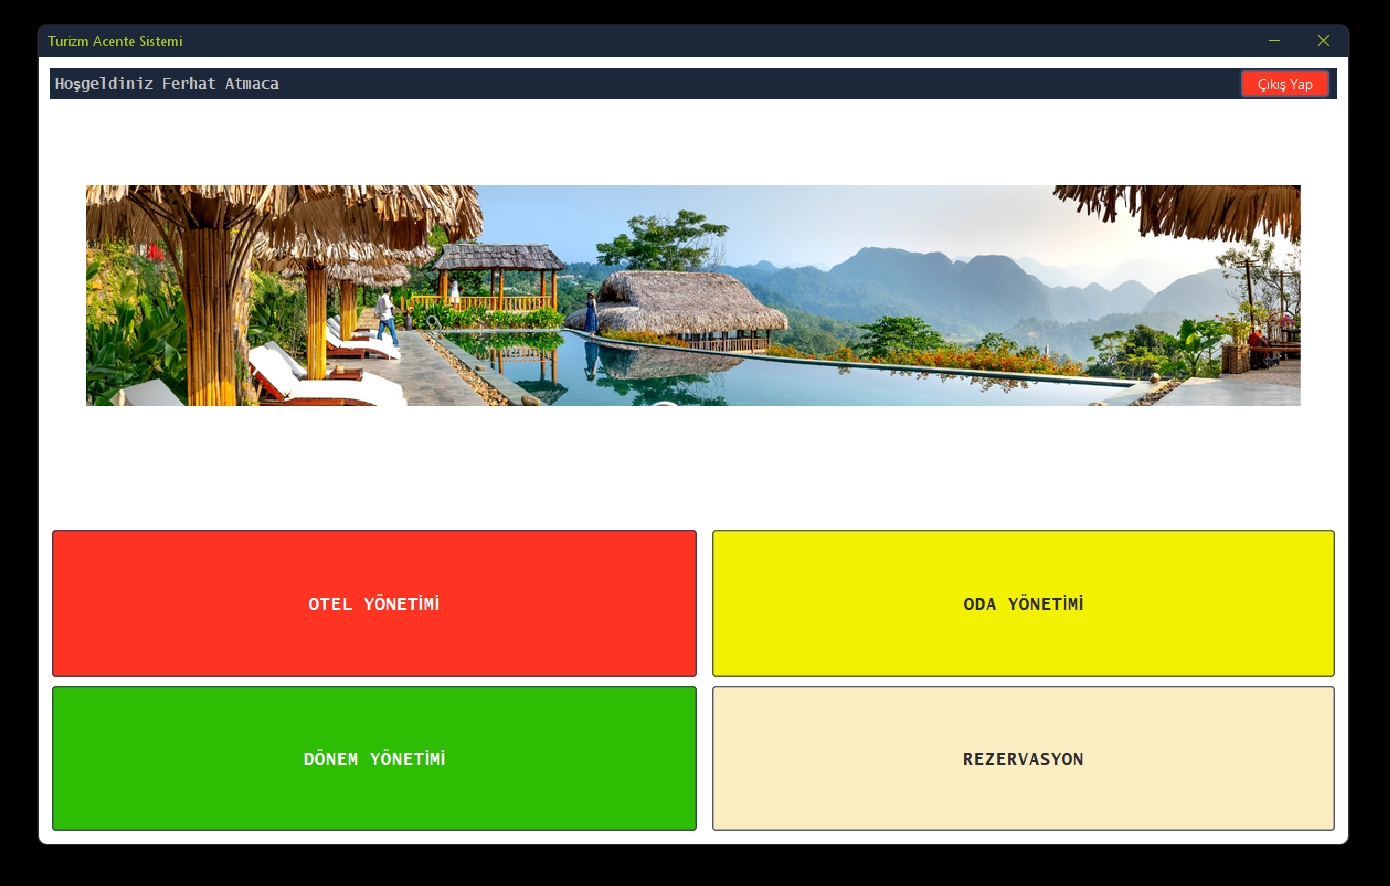 Turizm Acente Sistemi
Hoşgeldiniz Ferhat Atmaca
Çıkış Yap
OTEL YÖNETİMİ
ODA YÖNETİMİ
DÖNEM YÖNETİMİ
REZERVASYON